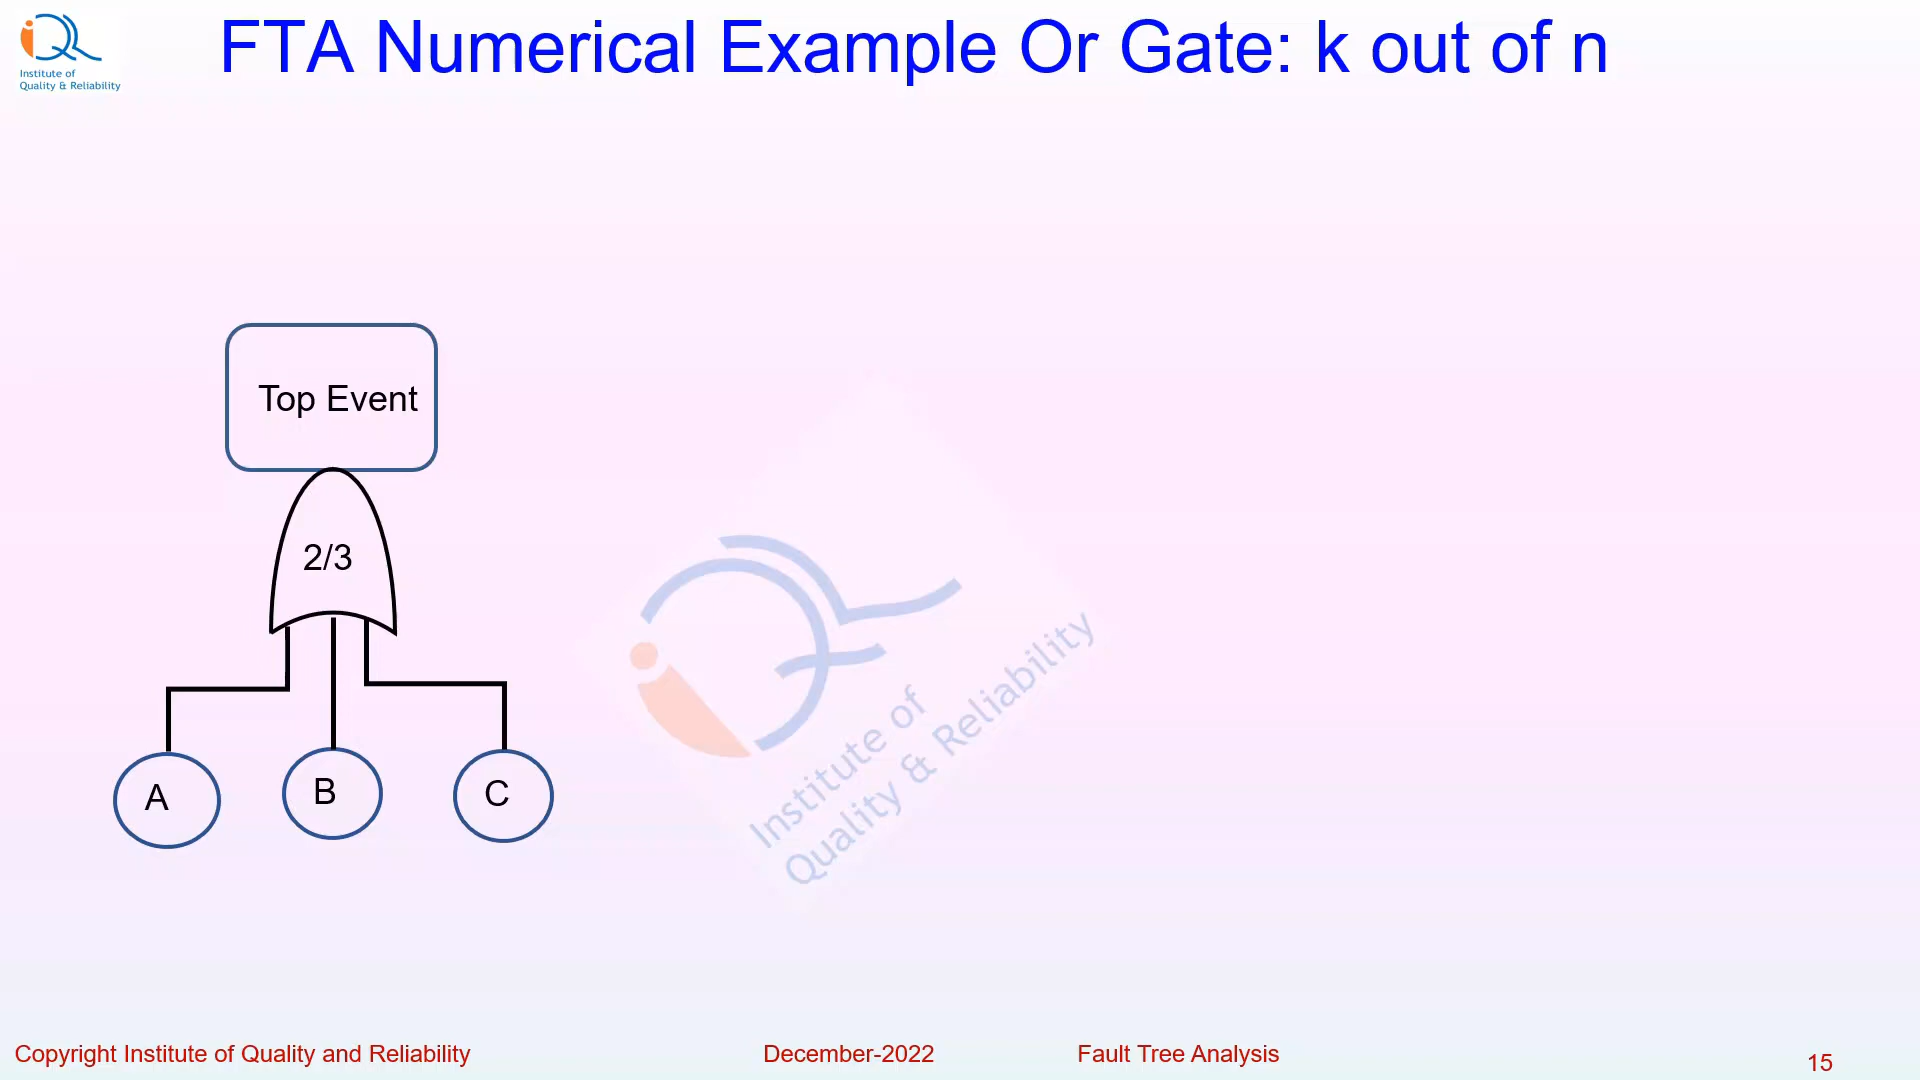 FTA Numerical Example Or Gate: k out of n
Institute of
Quality & Reliability
Top Event
2/3
A
B
C
Institute of
Quality & Reliability
Copyright Institute of Quality and Reliability
December-2022
Fault Tree Analysis
15